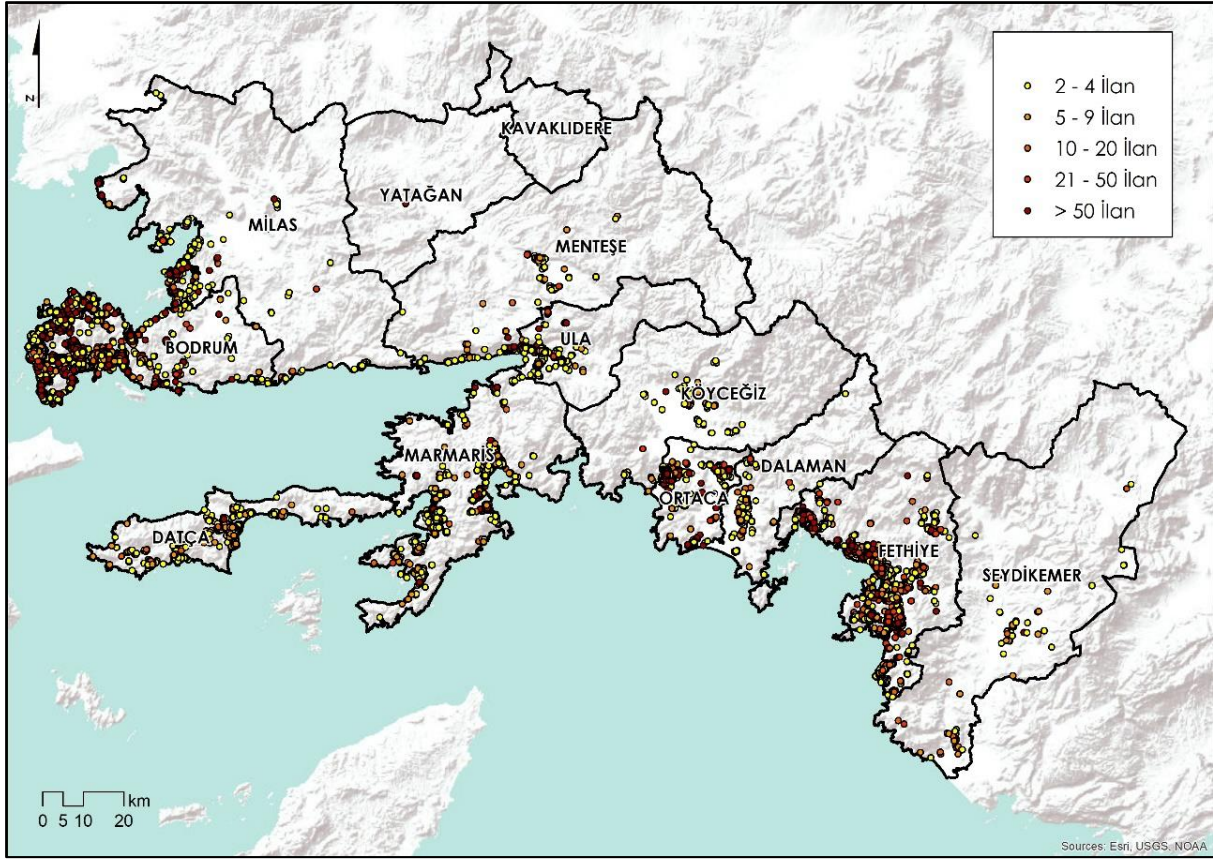 N
2 - 4 İlan
5 - 9 İlan
10 - 20 İlan
21 - 50 İlan
> 50 İlan
KAVAKLIDERE
YATAĞAN
MİLAS
MENTEŞE
ULA
BODRUM
KÖYCEĞİZ
MARMARİS
DALAMAN
ORTACA
DATÇA
FETHİYE
SEYDİKEMER
km
0 5 10 20
Sources: Esri, USGS, NOAA